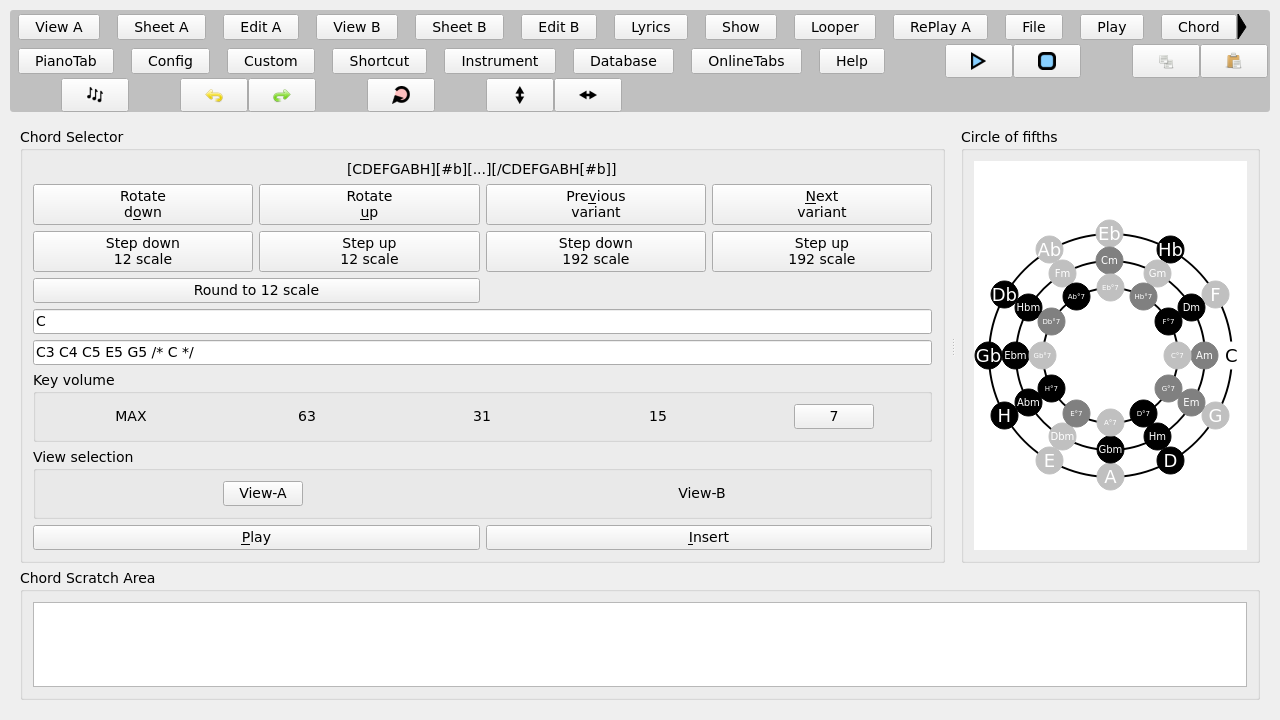 View A Sheet A Edit A View B Sheet B Edit B Lyrics Show Looper RePlay A File Play Chord
PianoTab Config Custom Shortcut Instrument Database OnlineTabs Help
Chord Selector
[CDEFGABH][#b][...][/CDEFGABH[#b]]
Rotate down
Rotate up
Previous variant
Next variant
Step down 12 scale
Step up 12 scale
Step down 192 scale
Step up 192 scale
Round to 12 scale
C
C3 C4 C5 E5 G5 /* C */
Key volume
MAX 63 31 15 7
View selection
View-A View-B
Play Insert
Circle of fifths
Eb
Ab Hb
Cm
Fm Gm
Eb°7
Db Ab°7 Hb°7 F
Hbm Dm
Db°7 F°7
Gb Ebm Gb°7 C°7 Am C
H°7 G°7
Abm Em
H E°7 D°7 G
A°7
Dbm Hm
Gbm
E D
A
Chord Scratch Area